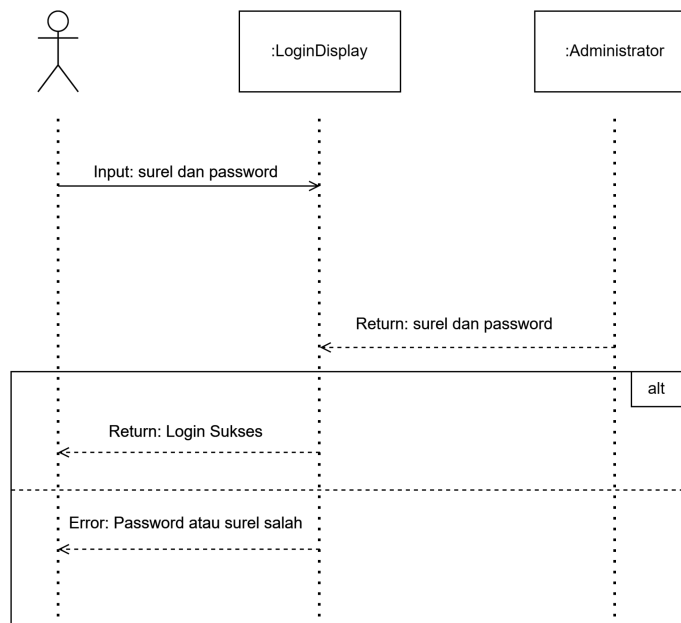 :LoginDisplay
:Administrator
Input: surel dan password
Return: surel dan password
alt
Return: Login Sukses
Error: Password atau surel salah